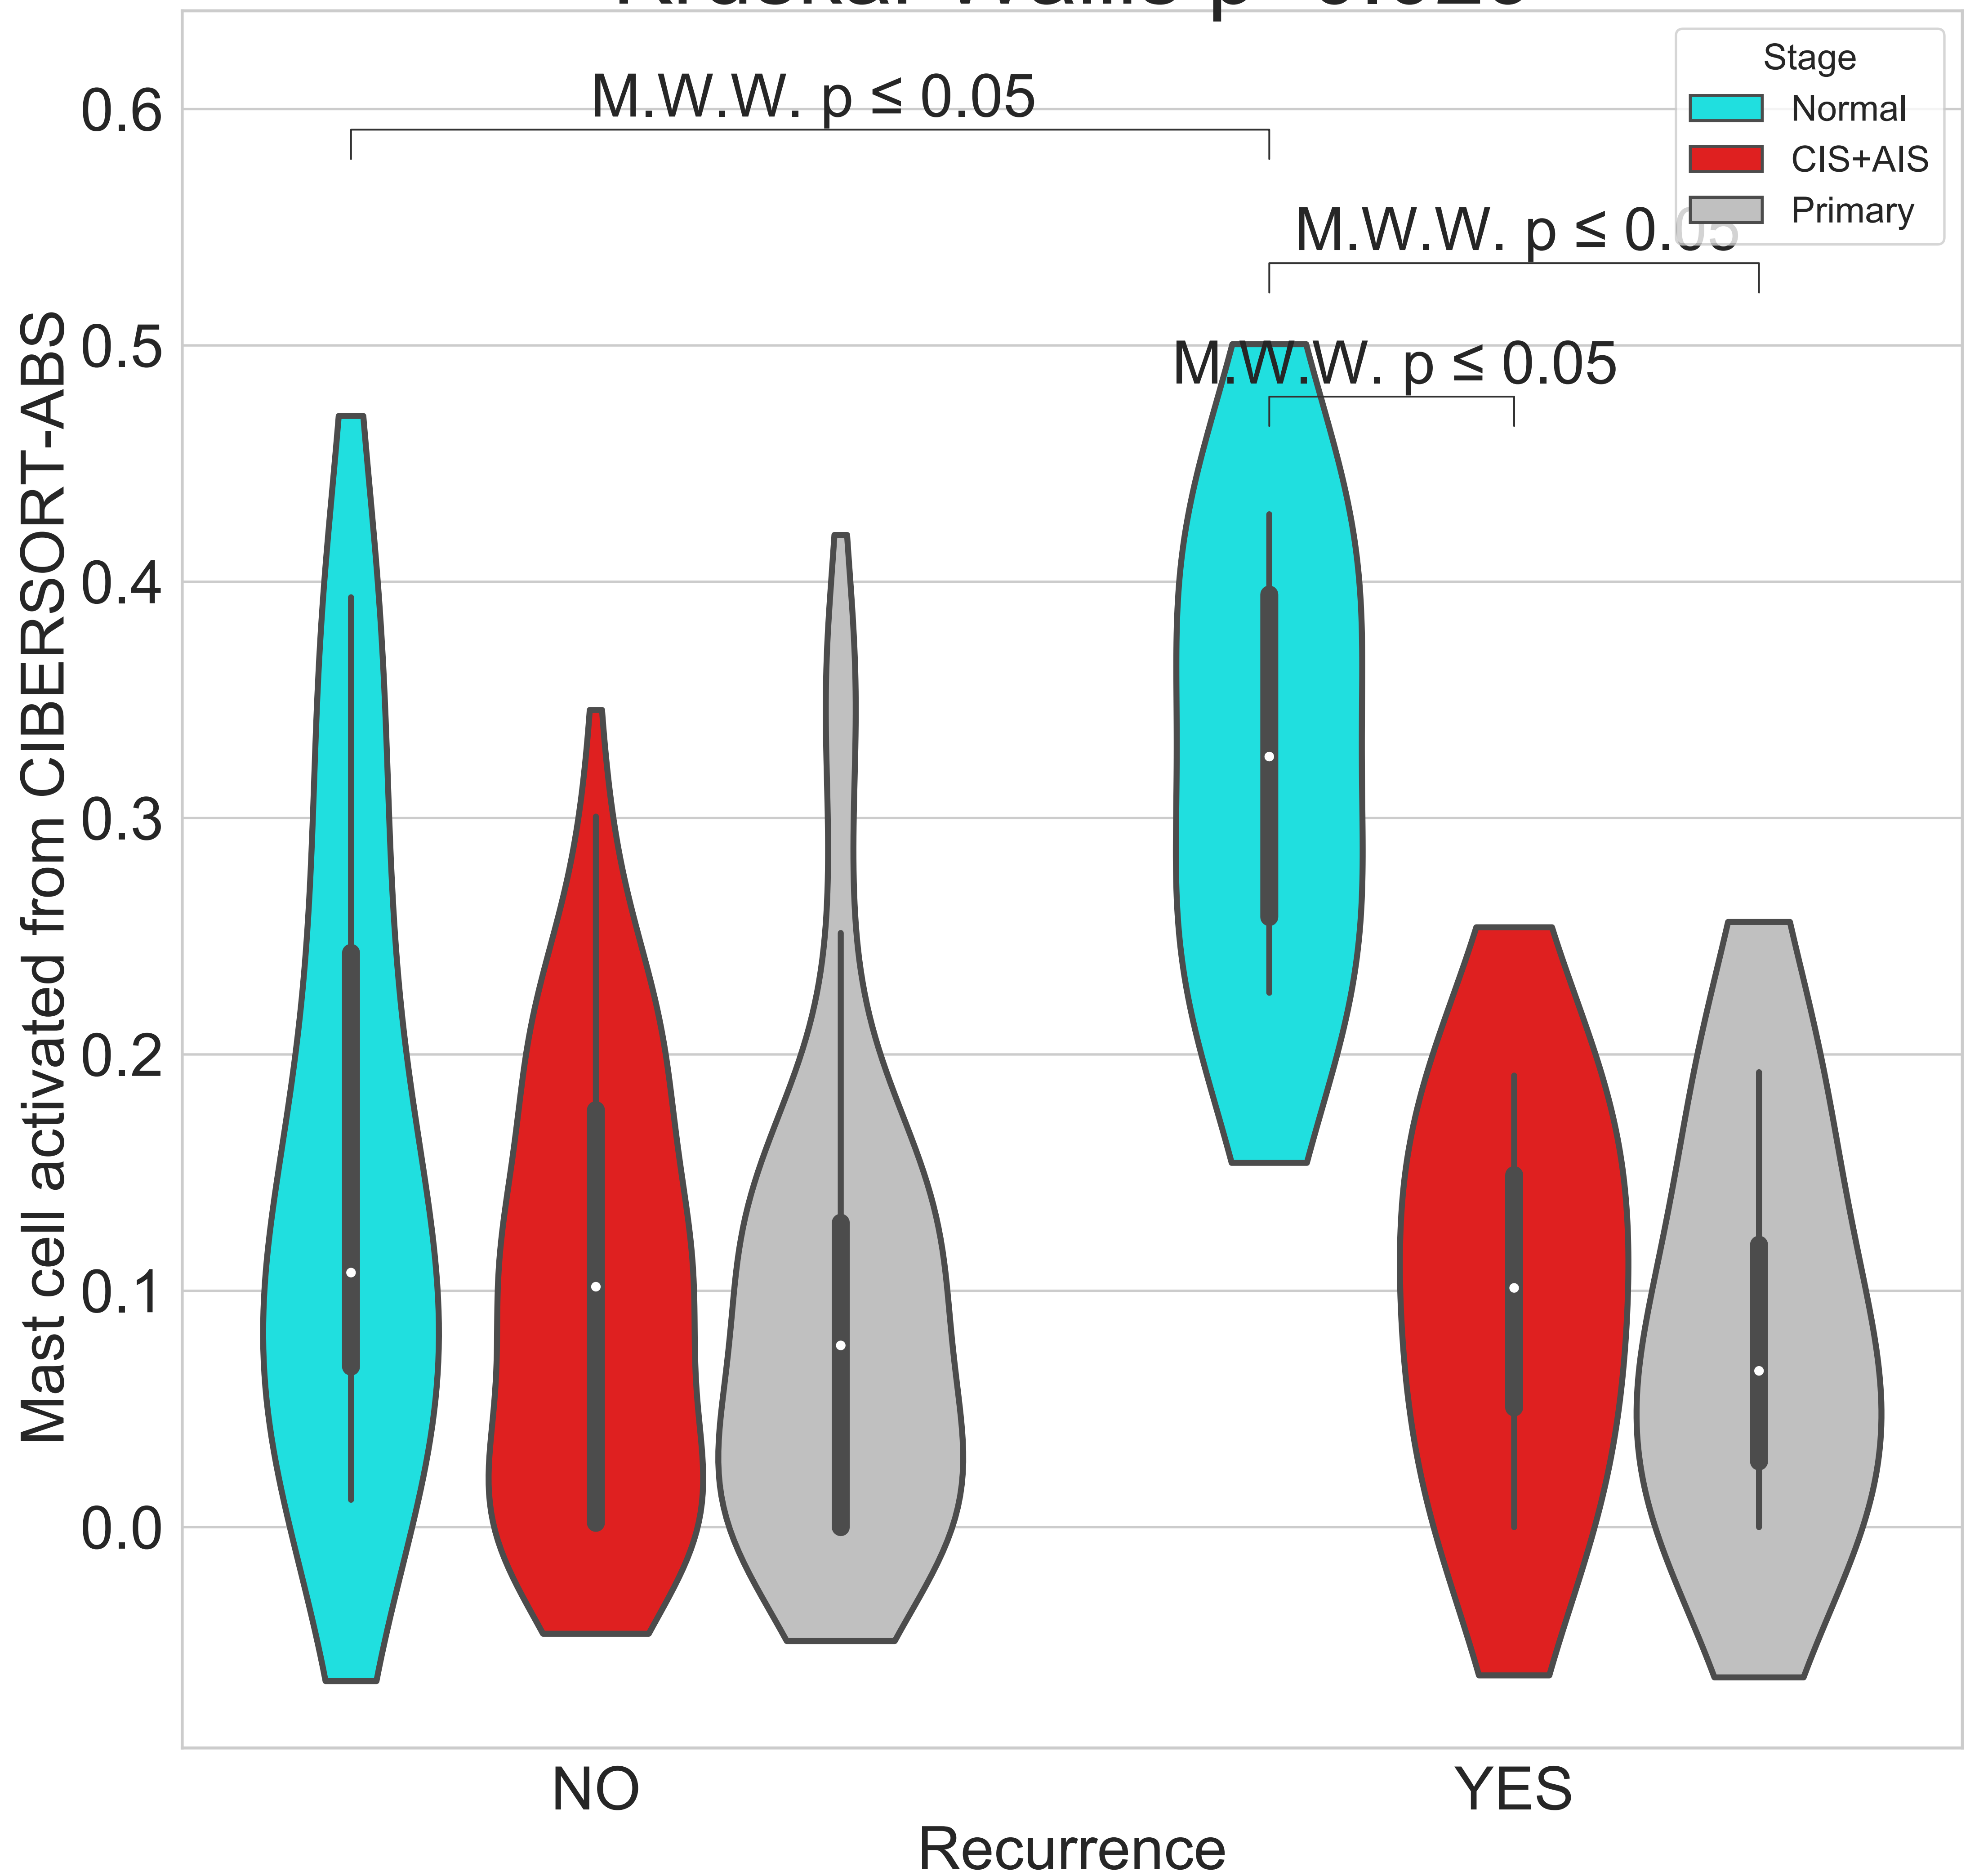 M.W.W. p ≤ 0.05
Stage
Normal
CIS+AIS
Primary
M.W.W. p ≤ 0.05
M.W.W. p ≤ 0.05
Mast cell activated from CIBERSORT-ABS
0.6
0.5
0.4
0.3
0.2
0.1
0.0
NO
YES
Recurrence